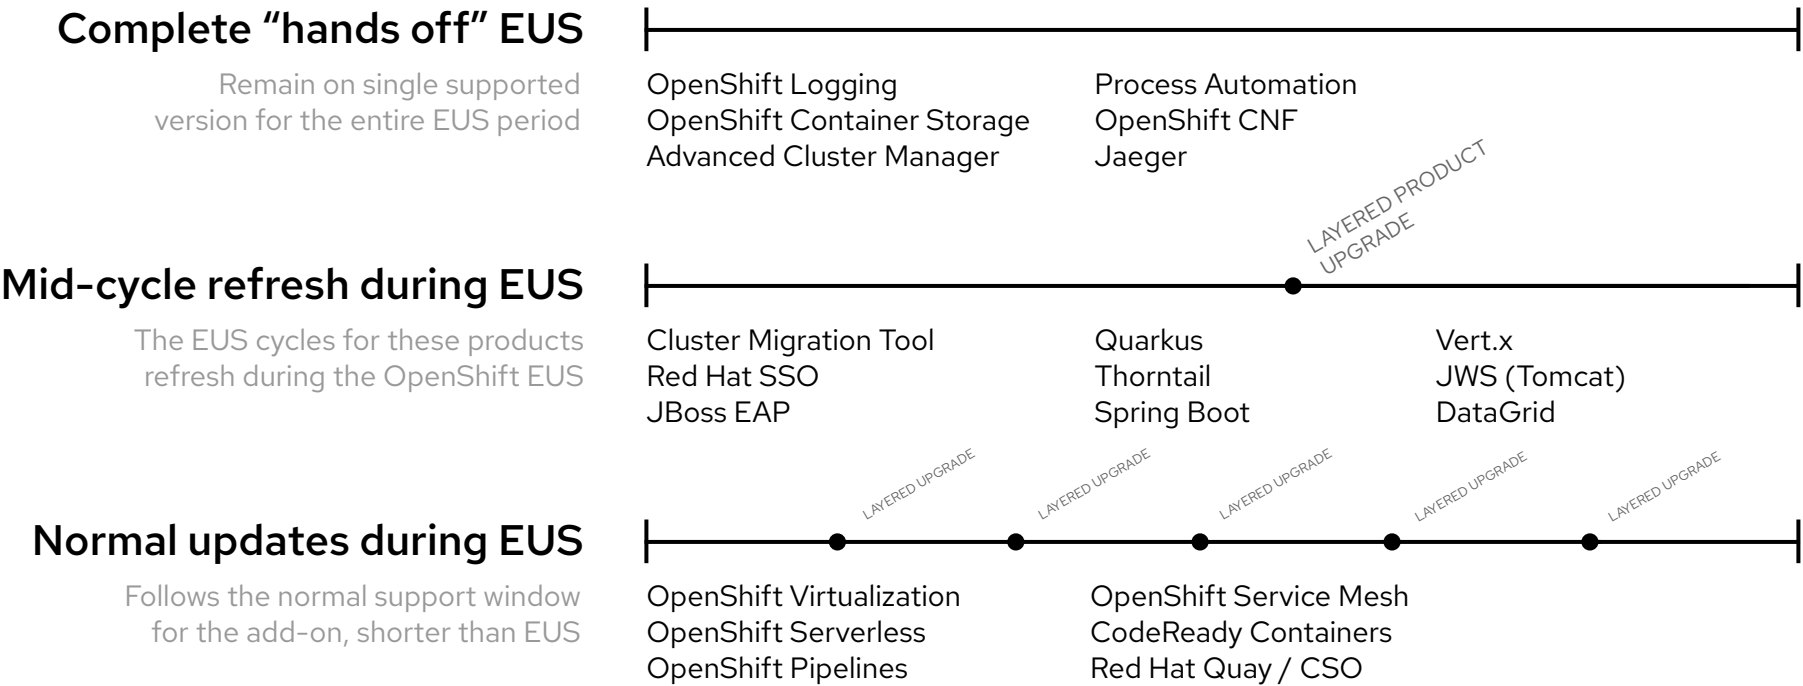 Complete “hands off” EUS
Remain on single supported
version for the entire EUS period
OpenShift Logging
OpenShift Container Storage
Advanced Cluster Manager
Process Automation
OpenShift CNF
Jaeger
LAYERED PRODUCT
UPGRADE
Mid-cycle refresh during EUS
The EUS cycles for these products
refresh during the OpenShift EUS
Cluster Migration Tool
Red Hat SSO
JBoss EAP
Quarkus
Thorntail
Spring Boot
Vert.x
JWS (Tomcat)
DataGrid
LAYERED UPGRADE
LAYERED UPGRADE
LAYERED UPGRADE
LAYERED UPGRADE
LAYERED UPGRADE
Normal updates during EUS
Follows the normal support window
for the add-on, shorter than EUS
OpenShift Virtualization
OpenShift Serverless
OpenShift Pipelines
OpenShift Service Mesh
CodeReady Containers
Red Hat Quay / CSO